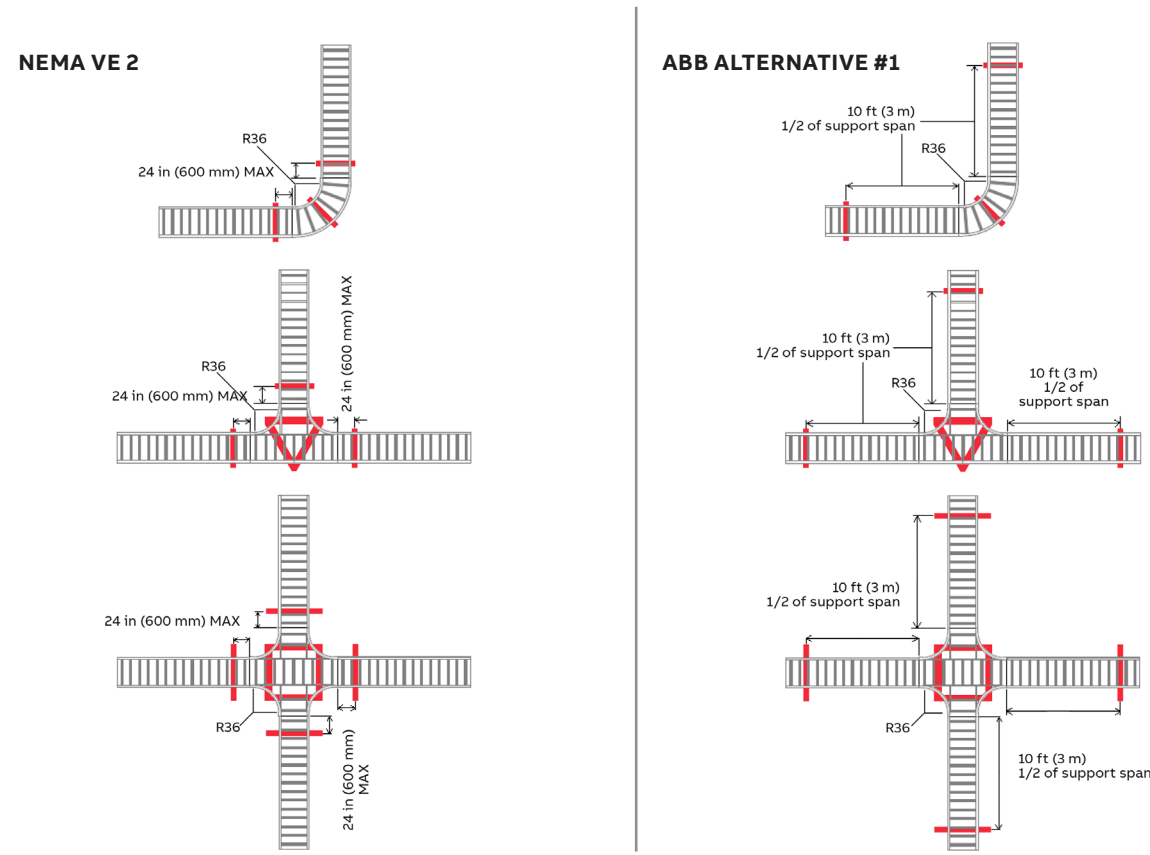 NEMA VE 2
R36
24 in (600 mm) MAX
R36
24 in (600 mm) MAX
24 in (600 mm) MAX
24 in (600 mm) MAX
R36
24 in (600 mm)
MAX
ABB ALTERNATIVE #1
10 ft (3 m)
1/2 of support span
R36
10 ft (3 m)
1/2 of support span
R36
10 ft (3 m)
1/2 of
support span
10 ft (3 m)
1/2 of support span
R36
10 ft (3 m)
1/2 of support span